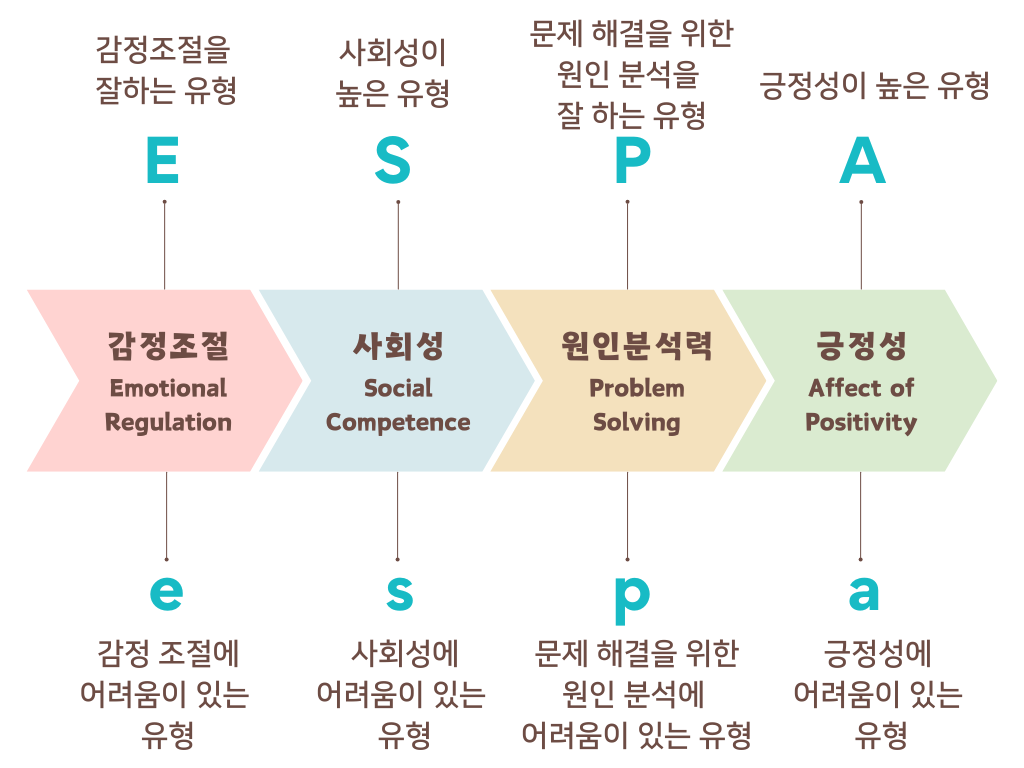 감정조절을
잘하는 유형
E
사회성이
높은 유형
S
문제 해결을 위한
원인 분석을
잘 하는 유형
P
긍정성이 높은 유형
A
감정조절
Emotional
Regulation
사회성
Social
Competence
원인분석력
Problem
Solving
긍정성
Affect of
Positivity
e
감정 조절에
어려움이 있는
유형
s
사회성에
어려움이 있는
유형
p
문제 해결을 위한
원인 분석에
어려움이 있는 유형
a
긍정성에
어려움이 있는
유형